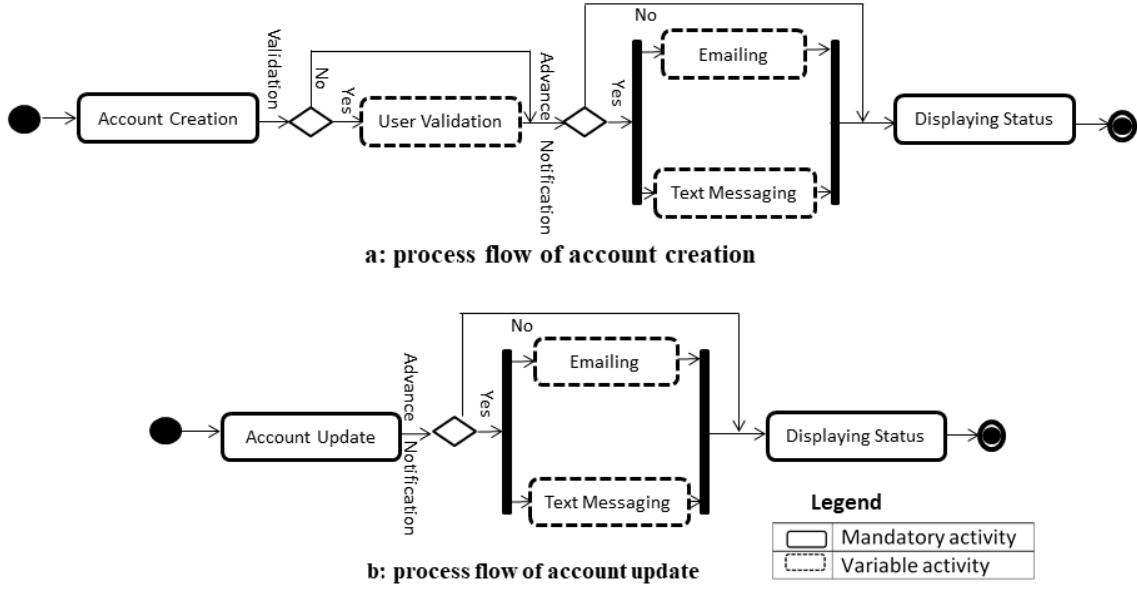 No
Emailing
Validation
No
Yes
Advance Notification
Yes
Account Creation
User Validation
Displaying Status
Text Messaging
a: process flow of account creation
No
Emailing
Advance Notification
Yes
Account Update
Displaying Status
Text Messaging
Legend
Mandatory activity
Variable activity
b: process flow of account update